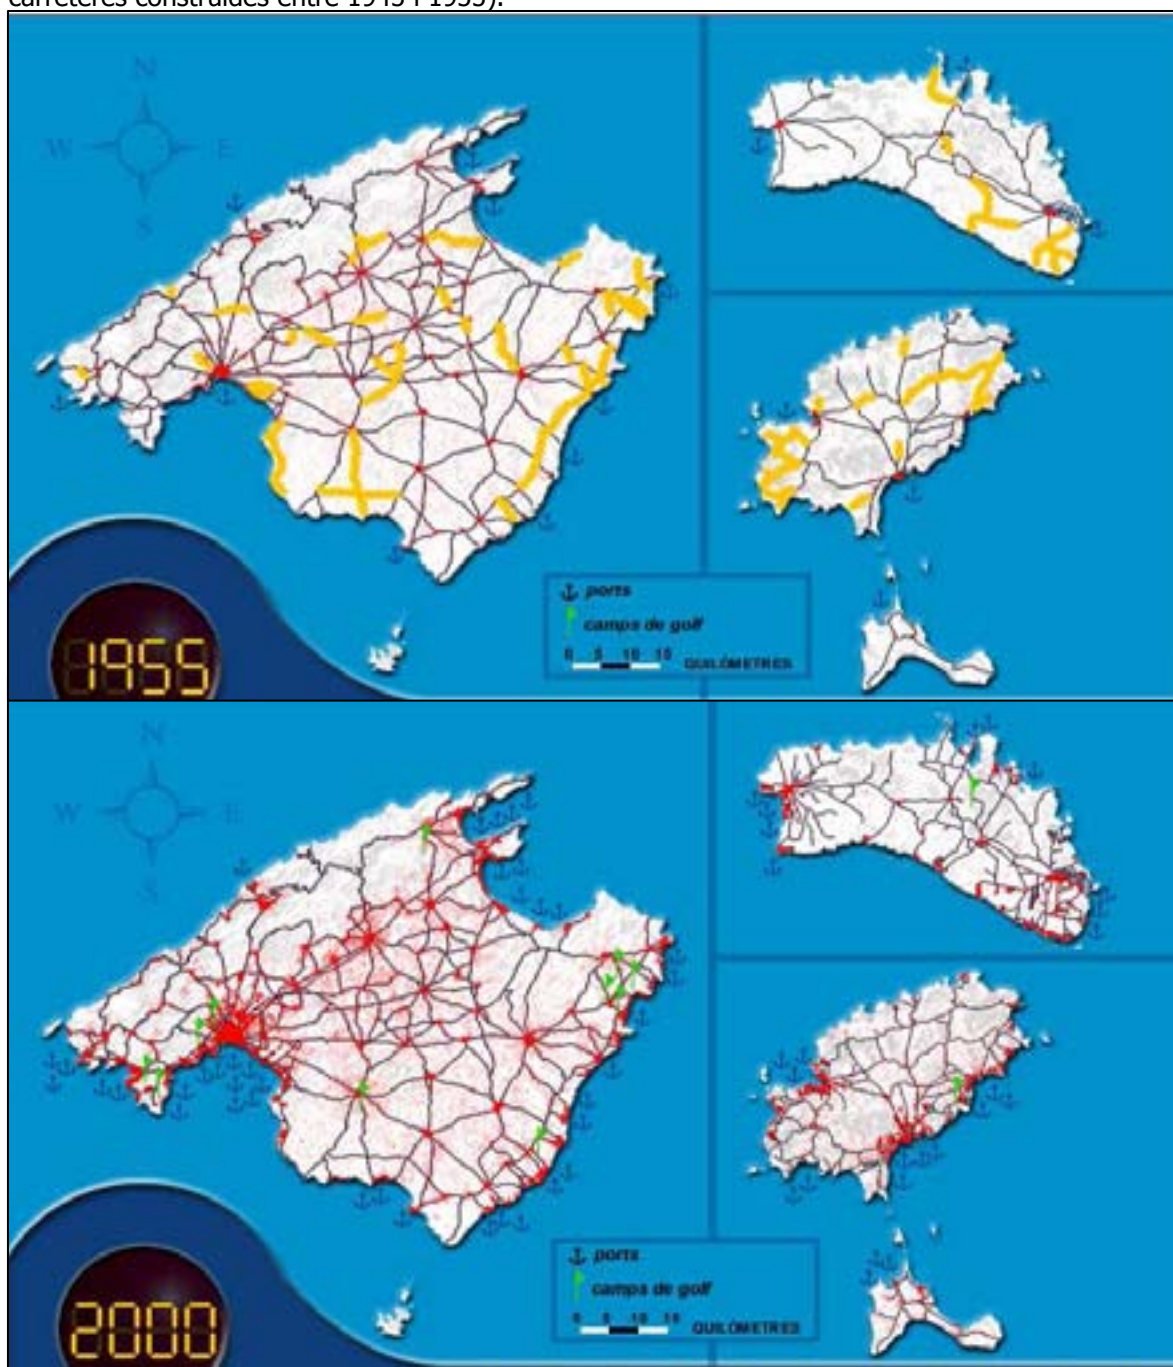 carreteres construïdes entre 1945 i 1955).
N
W E
S
ports
camps de golf
0 5 10 15 QUILÒMETRES
1955
N
W E
S
ports
camps de golf
0 5 10 15 QUILÒMETRES
2000